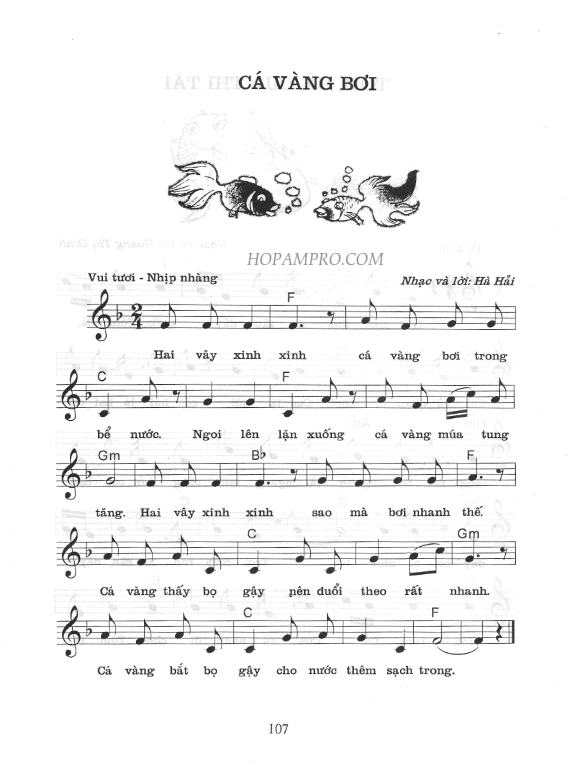 CÁ VÀNG BƠI
HOPAMPRO.COM
Vui tươi - Nhịp nhàng
Nhạc và lời: Hà Hải
F
2
4
Hai vây xinh xinh cá vàng bơi trong
C F
bể nước. Ngoi lên lặn xuống cá vàng múa tung
Gm Bb F
tăng. Hai vây xinh xinh sao mà bơi nhanh thế.
C Gm
Cá vàng thấy bọ gậy nên đuổi theo rất nhanh.
C F
Cá vàng bắt bọ gậy cho nước thêm sạch trong.
107